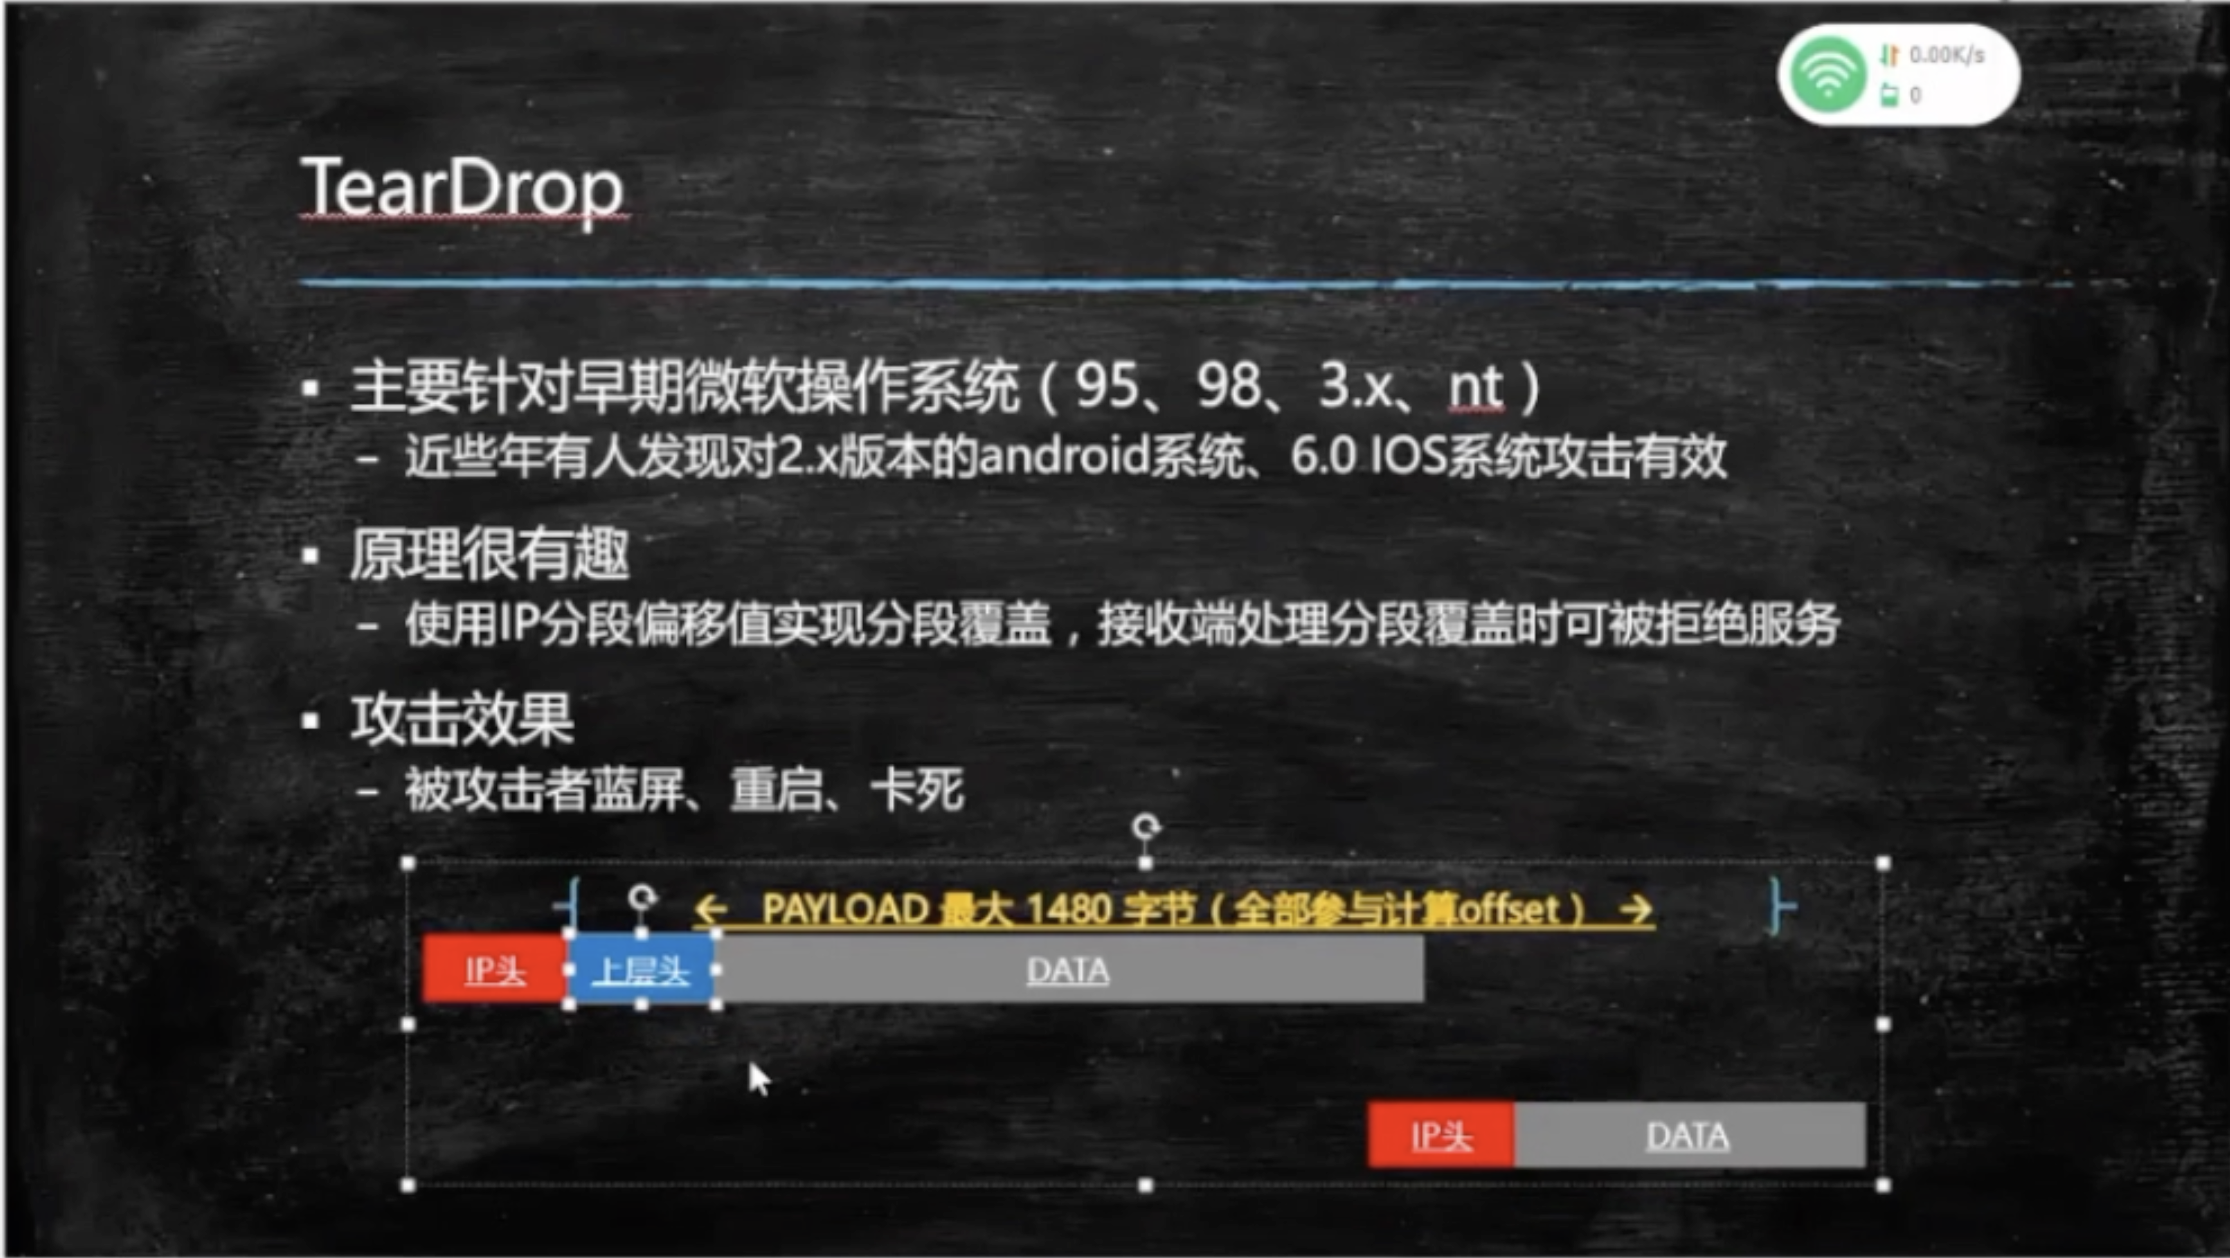 0.00K/s
0
TearDrop
▪ 主要针对早期微软操作系统（95、98、3.x、nt）
– 近些年有人发现对2.x版本的android系统、6.0 IOS系统攻击有效
▪ 原理很有趣
– 使用IP分段偏移值实现分段覆盖，接收端处理分段覆盖时可被拒绝服务
▪ 攻击效果
– 被攻击者蓝屏、重启、卡死
← PAYLOAD 最大 1480 字节（全部参与计算offset） →
IP头 上层头 DATA
IP头 DATA